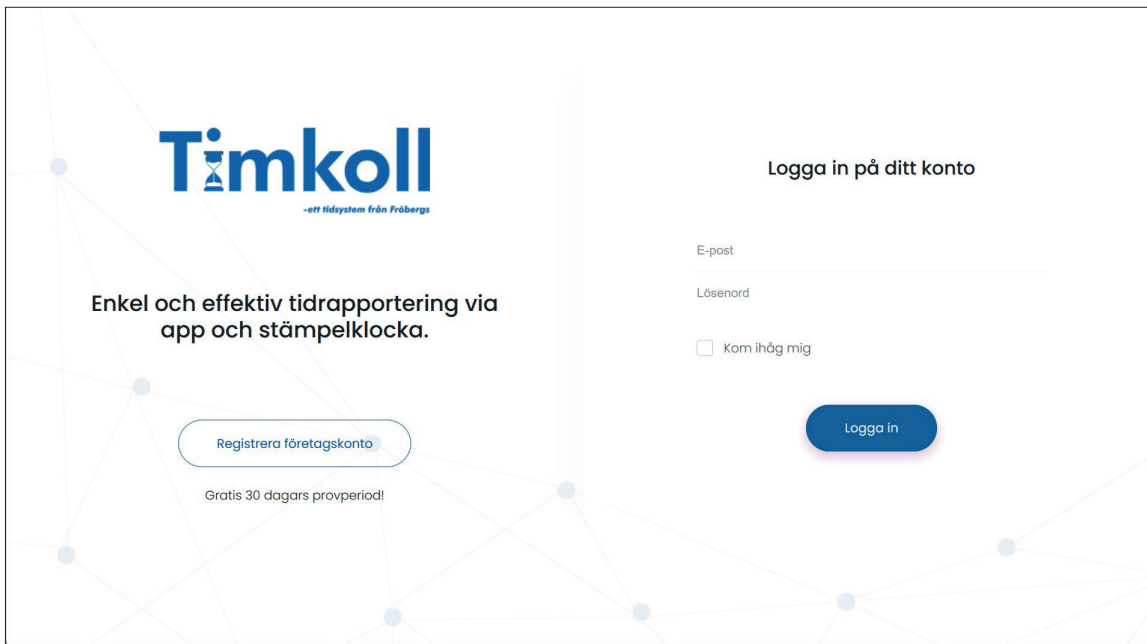 Timkoll
-ett tidsystem från Fröbergs
Enkel och effektiv tidrapportering via
app och stämpelklocka.
Registrera företagskonto
Gratis 30 dagars provperiod!
Logga in på ditt konto
E-post
Lösenord
Kom ihåg mig
Logga in